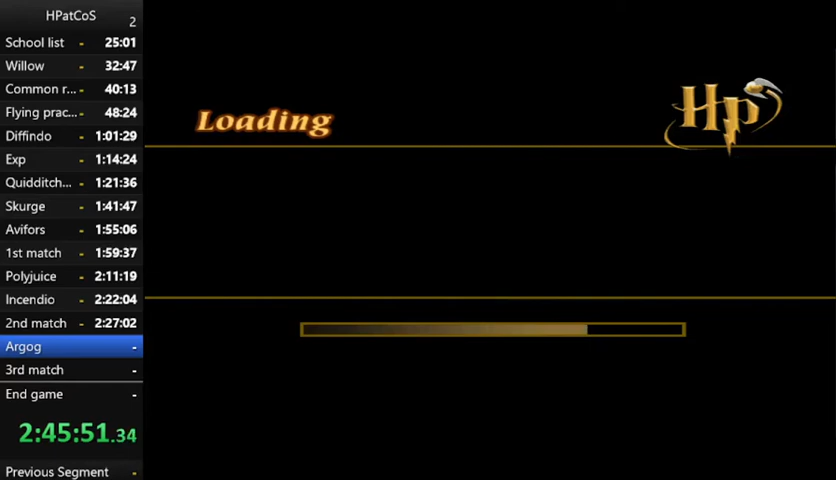 HPatCoS
2
School list - 25:01
Willow - 32:47
Common r... - 40:13
Flying prac... - 48:24
Diffindo - 1:01:29
Exp - 1:14:24
Quidditch... - 1:21:36
Skurge - 1:41:47
Avifors - 1:55:06
1st match - 1:59:37
Polyjuice - 2:11:19
Incendio - 2:22:04
2nd match - 2:27:02
Argog -
3rd match -
End game -
2:45:51.34
Previous Segment -
Loading
Hp